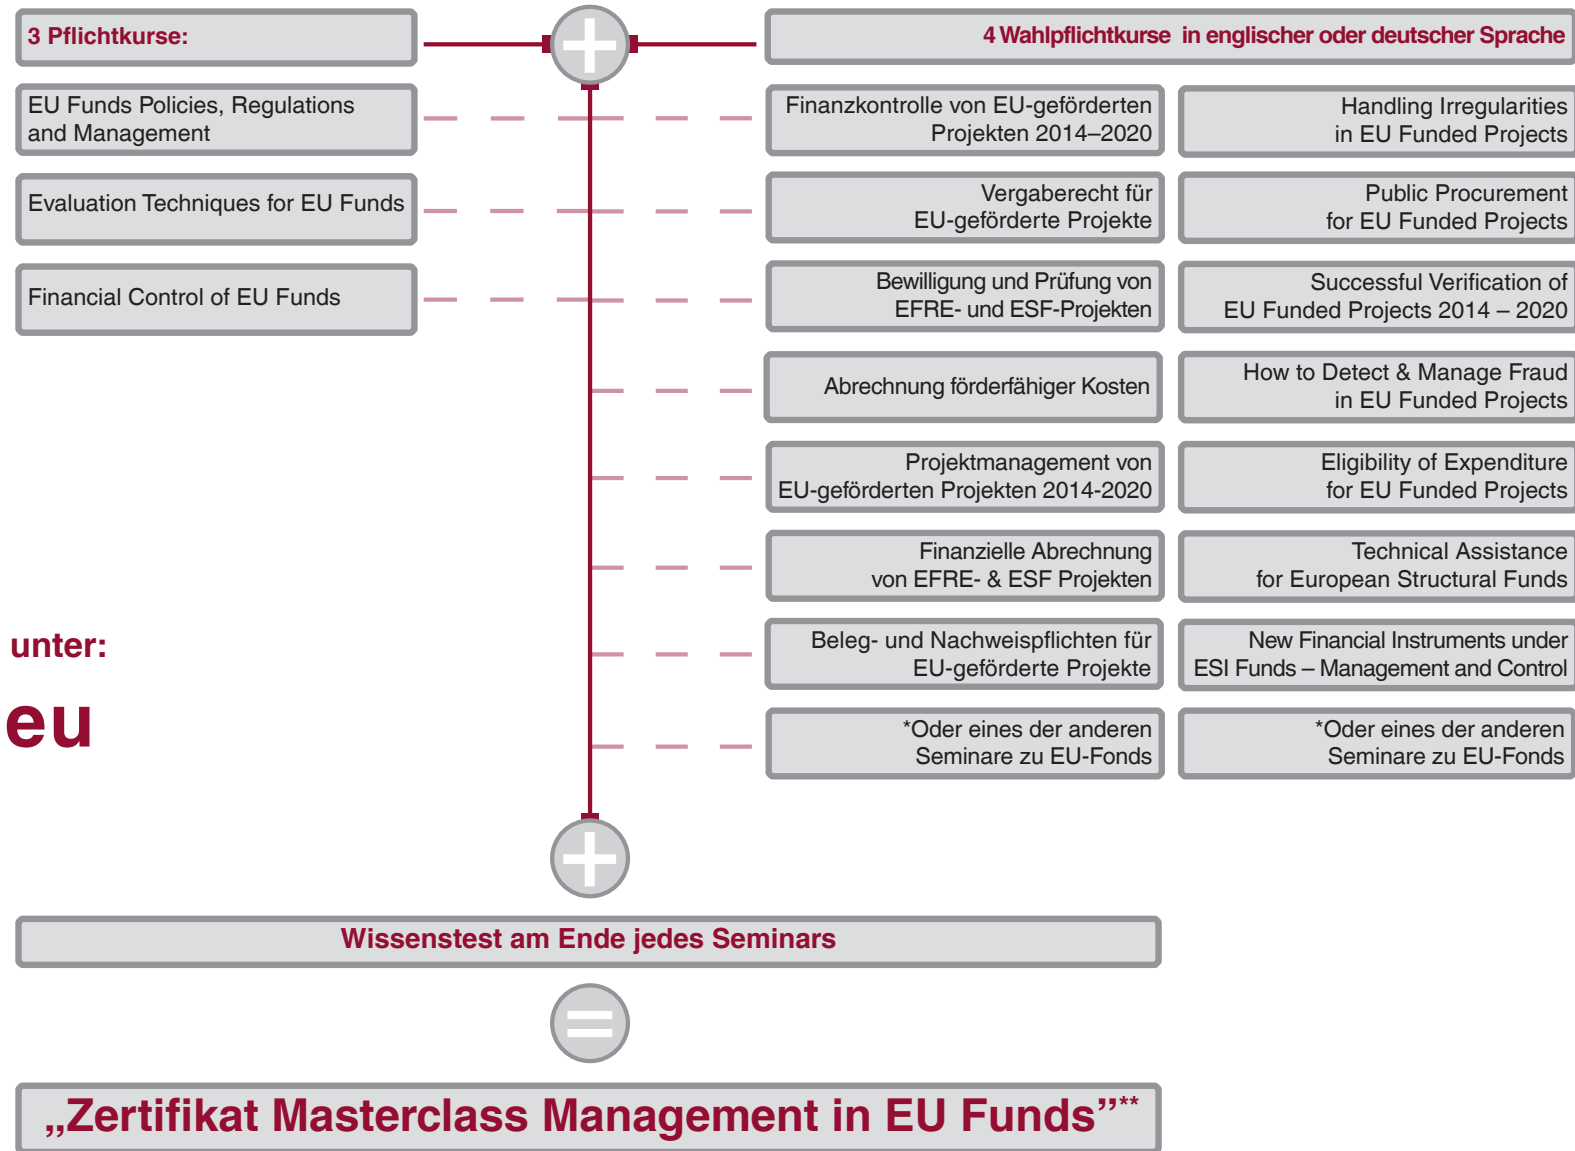 3 Pflichtkurse:
EU Funds Policies, Regulations
and Management
Evaluation Techniques for EU Funds
Financial Control of EU Funds
4 Wahlpflichtkurse in englischer oder deutscher Sprache
Finanzkontrolle von EU-geförderten
Projekten 2014–2020
Vergaberecht für
EU-geförderte Projekte
Bewilligung und Prüfung von
EFRE- und ESF-Projekten
Abrechnung förderfähiger Kosten
Projektmanagement von
EU-geförderten Projekten 2014-2020
Finanzielle Abrechnung
von EFRE- & ESF Projekten
Beleg- und Nachweispflichten für
EU-geförderte Projekte
*Oder eines der anderen
Seminare zu EU-Fonds
Handling Irregularities
in EU Funded Projects
Public Procurement
for EU Funded Projects
Successful Verification of
EU Funded Projects 2014 – 2020
How to Detect & Manage Fraud
in EU Funded Projects
Eligibility of Expenditure
for EU Funded Projects
Technical Assistance
for European Structural Funds
New Financial Instruments under
ESI Funds – Management and Control
*Oder eines der anderen
Seminare zu EU-Fonds
unter:
eu
Wissenstest am Ende jedes Seminars
„Zertifikat Masterclass Management in EU Funds”**